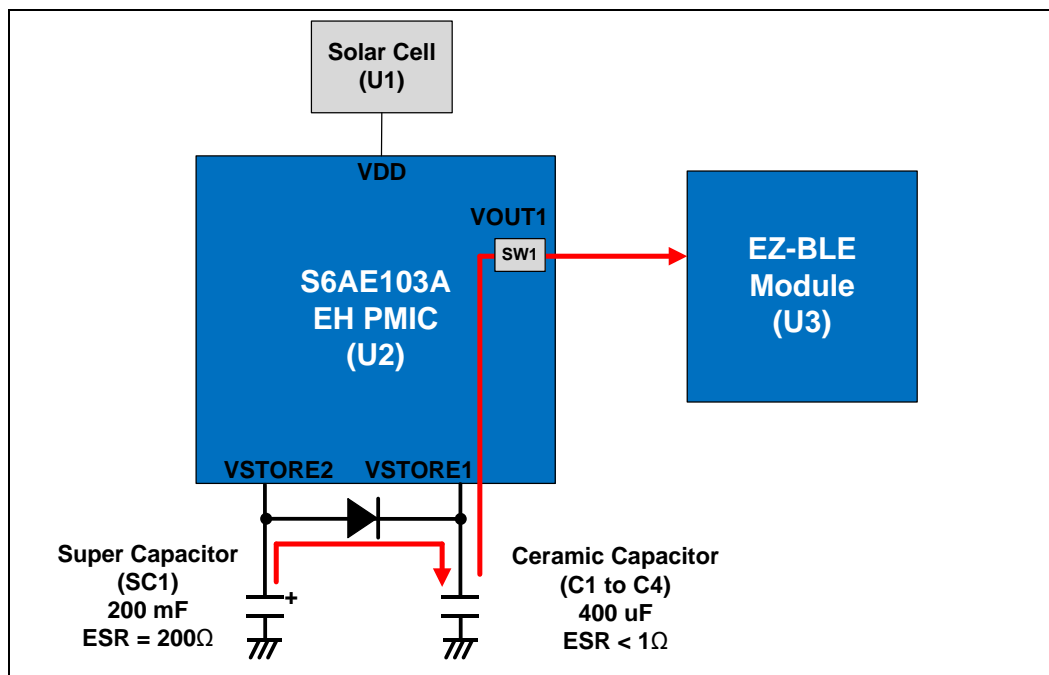 Solar Cell
(U1)
VDD
VOUT1
SW1
S6AE103A
EH PMIC
(U2)
EZ-BLE
Module
(U3)
VSTORE2
VSTORE1
Super Capacitor
(SC1)
200 mF
ESR = 200Ω
+
Ceramic Capacitor
(C1 to C4)
400 uF
ESR < 1Ω